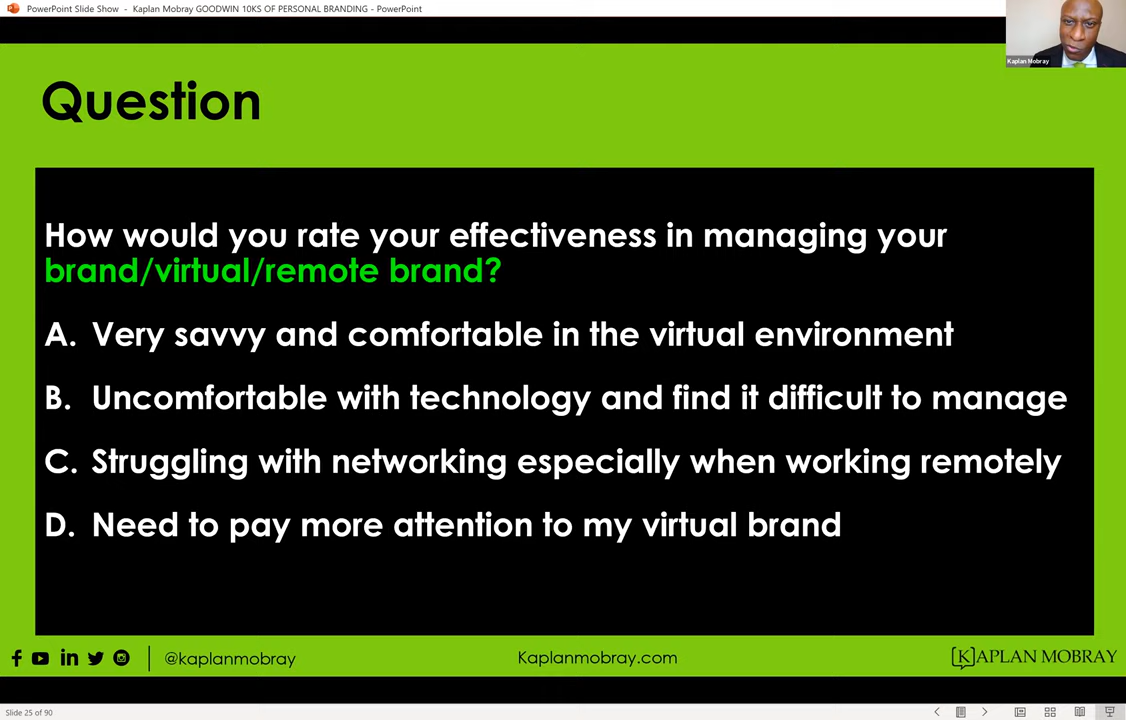 PowerPoint Slide Show - Kaplan Mobray GOODWIN 10KS OF PERSONAL BRANDING - PowerPoint
Kaplan Mobray
Question
How would you rate your effectiveness in managing your
brand/virtual/remote brand?
A. Very savvy and comfortable in the virtual environment
B. Uncomfortable with technology and find it difficult to manage
C. Struggling with networking especially when working remotely
D. Need to pay more attention to my virtual brand
@kaplanmobray
Kaplanmobray.com
[K]APLAN MOBRAY
Slide 25 of 90